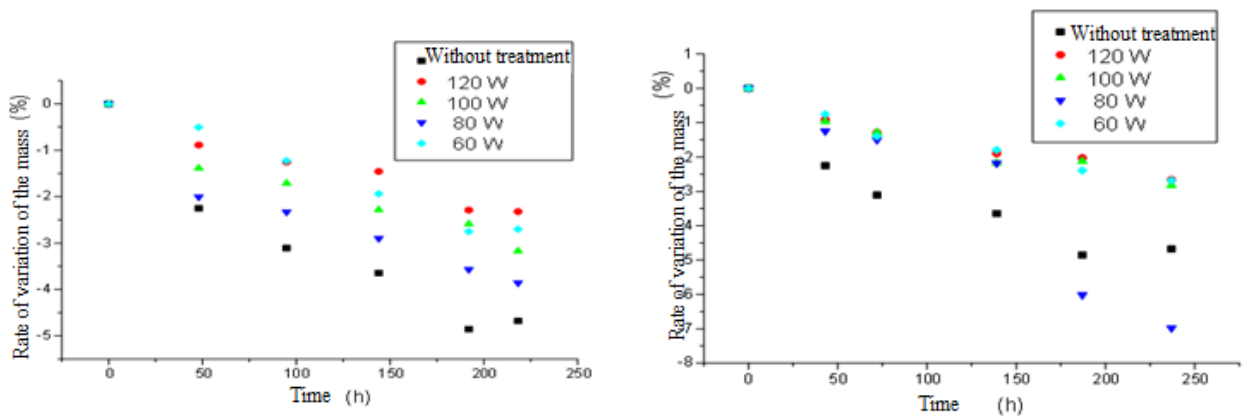 Without treatment
120 W
100 W
80 W
60 W
Rate of variation of the mass (%)
0
-1
-2
-3
-4
-5
0
50
100
150
200
250
Time (h)
Without treatment
120 W
100 W
80 W
60 W
Rate of variation of the mass (%)
1
0
1
2
3
4
5
6
-7
-8
0
50
100
150
200
250
Time (h)